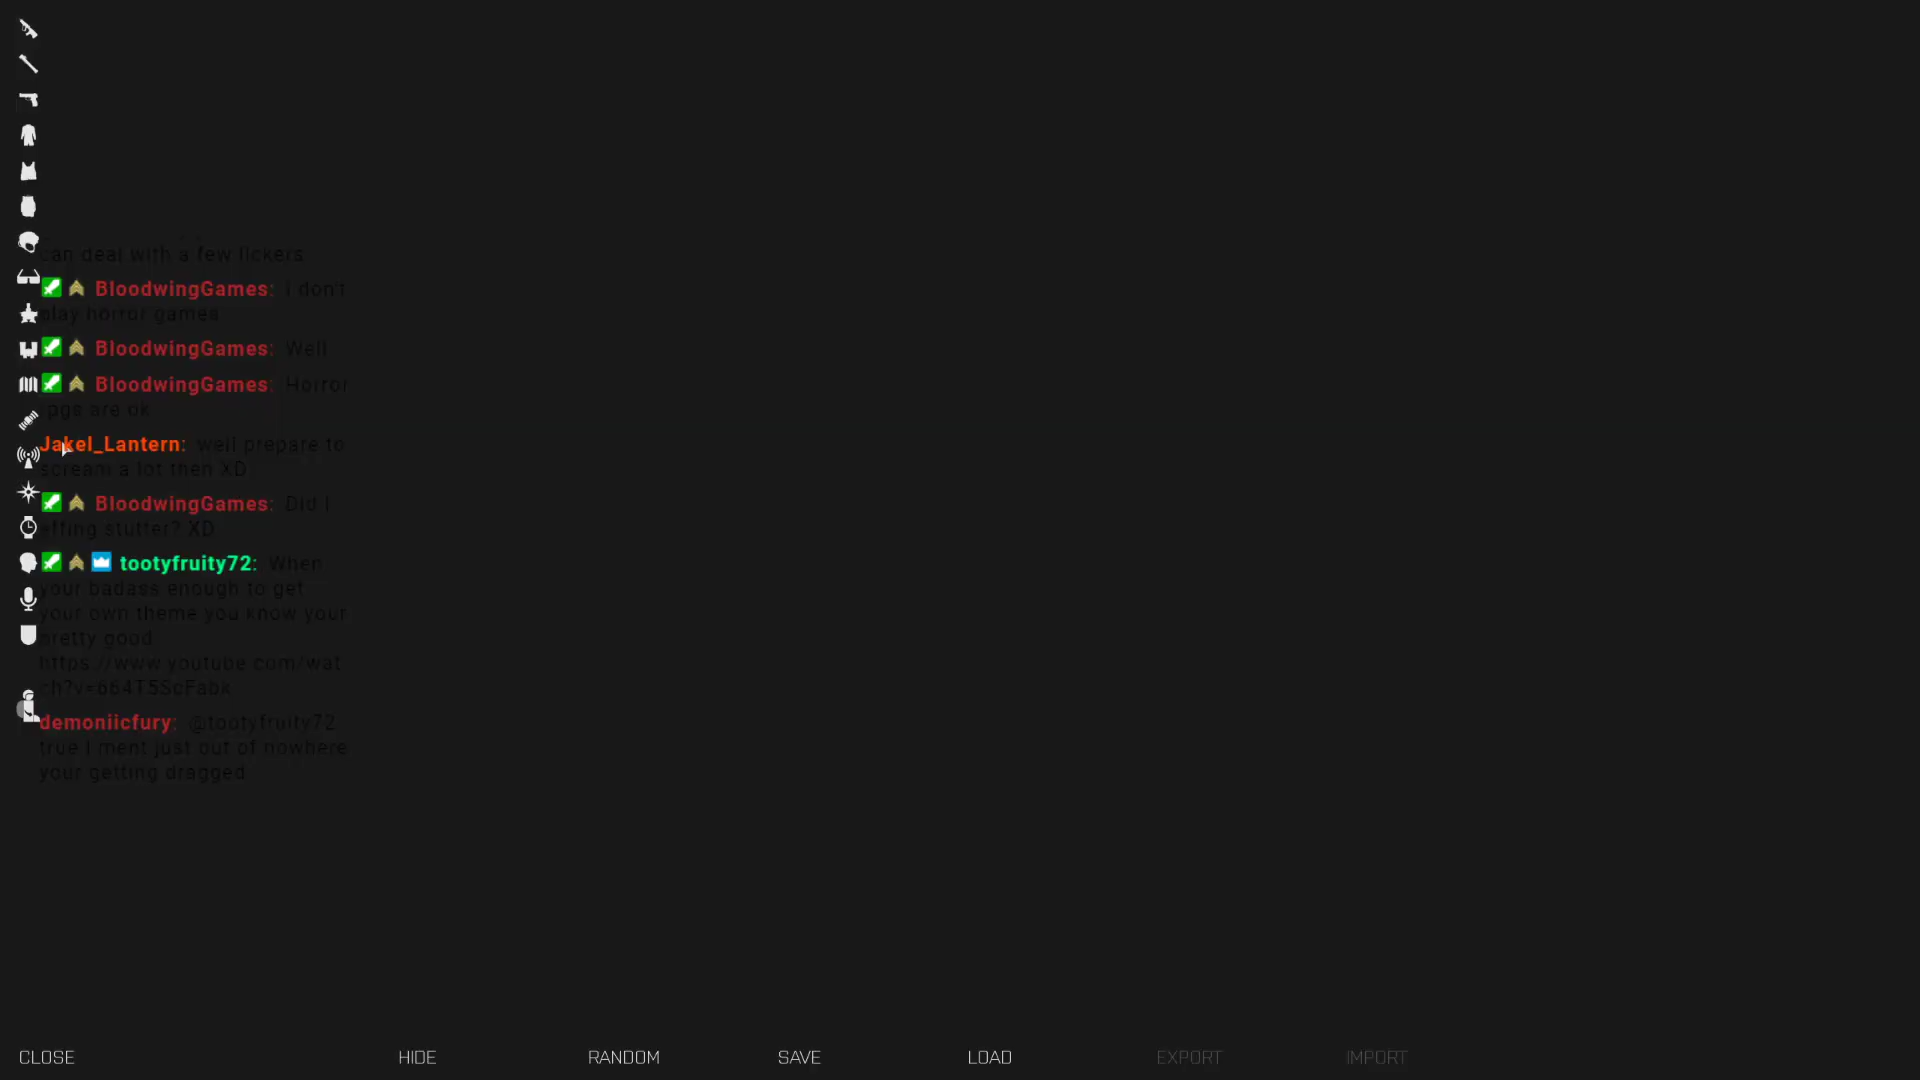 can deal with a few lickers
BloodwingGames: I don't
play horror games
BloodwingGames: Well
BloodwingGames: Horror
rpgs are ok
Jakel_Lantern: well prepare to
scream a lot then XD
BloodwingGames: Did I
effing stutter? XD
tootyfruity72: When
your badass enough to get
your own theme you know your
pretty good
https://www.youtube.com/wat
ch?v=664T5ScFabk
demoniicfury: @tootyfruity72
true I ment just out of nowhere
your getting dragged
CLOSE
HIDE
RANDOM
SAVE
LOAD
EXPORT
IMPORT